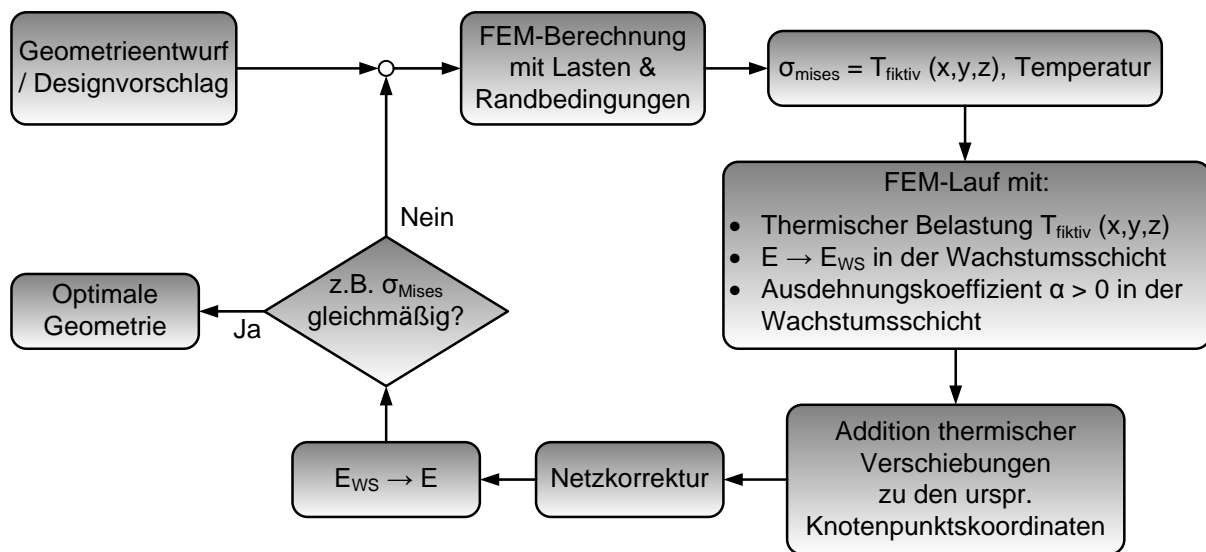 Geometrieentwurf
/ Designvorschlag
FEM-Berechnung
mit Lasten &
Randbedingungen
σmises = Tfiktiv (x,y,z), Temperatur
FEM-Lauf mit:
• Thermischer Belastung Tfiktiv (x,y,z)
• E → EWS in der Wachstumsschicht
• Ausdehnungskoeffizient α > 0 in der
Wachstumsschicht
Addition thermischer
Verschiebungen
zu den urspr.
Knotenpunktskoordinaten
Netzkorrektur
EWS → E
z.B. σMises
gleichmäßig?
Nein
Ja
Optimale
Geometrie